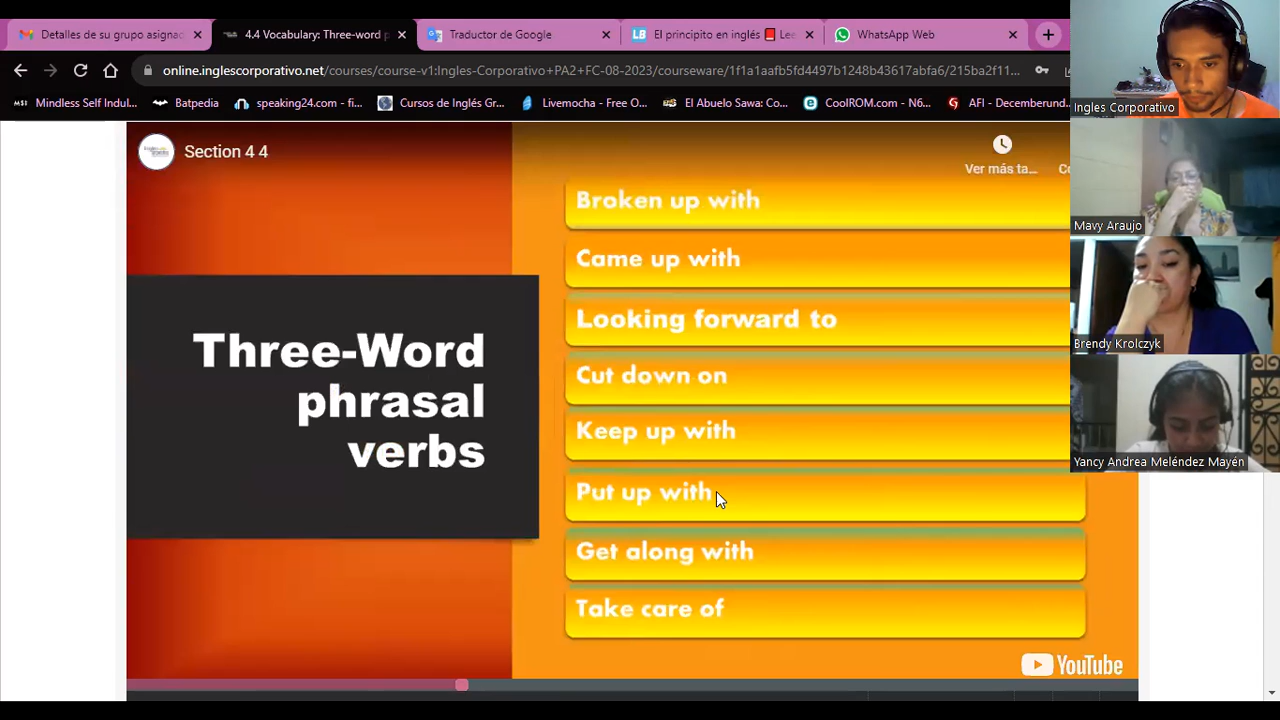 Detalles de su grupo asignac
4.4 Vocabulary: Three-word p
Traductor de Google
El principito en inglés 📕 Lee
WhatsApp Web
online.inglescorporativo.net/courses/course-v1:Ingles-Corporativo+PA2+FC-08-2023/courseware/1f1a1aafb5fd4497b1248b43617abfa6/215ba2f11...
Mindless Self Indul...
Batpedia
speaking24.com - fi...
Curso de Inglés Gr...
Livemocha - Free O...
El Abuelo Sawa: Co...
CoolROM.com - N6...
AFI - Decemberund...
Section 4 4
Ver más ta...
Co
Three-Word
phrasal
verbs
Broken up with
Came up with
Looking forward to
Cut down on
Keep up with
Put up with
Get along with
Take care of
YouTube
Ingles Corporativo
Mavy Araujo
Brendy Krolczyk
Yancy Andrea Meléndez Mayén